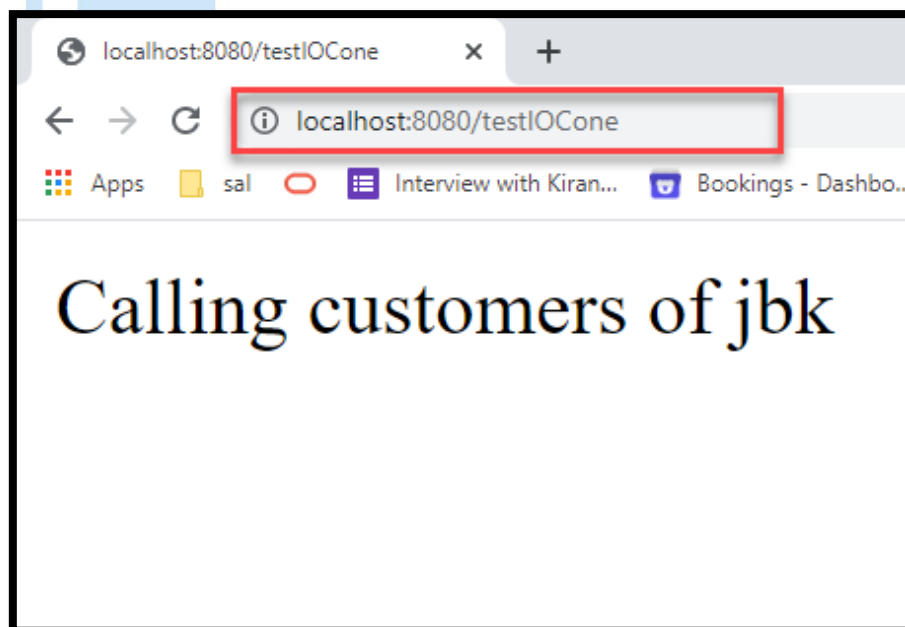 localhost:8080/testIOCone
localhost:8080/testIOCone
Apps sal Interview with Kiran... Bookings - Dashbo..
Calling customers of jbk